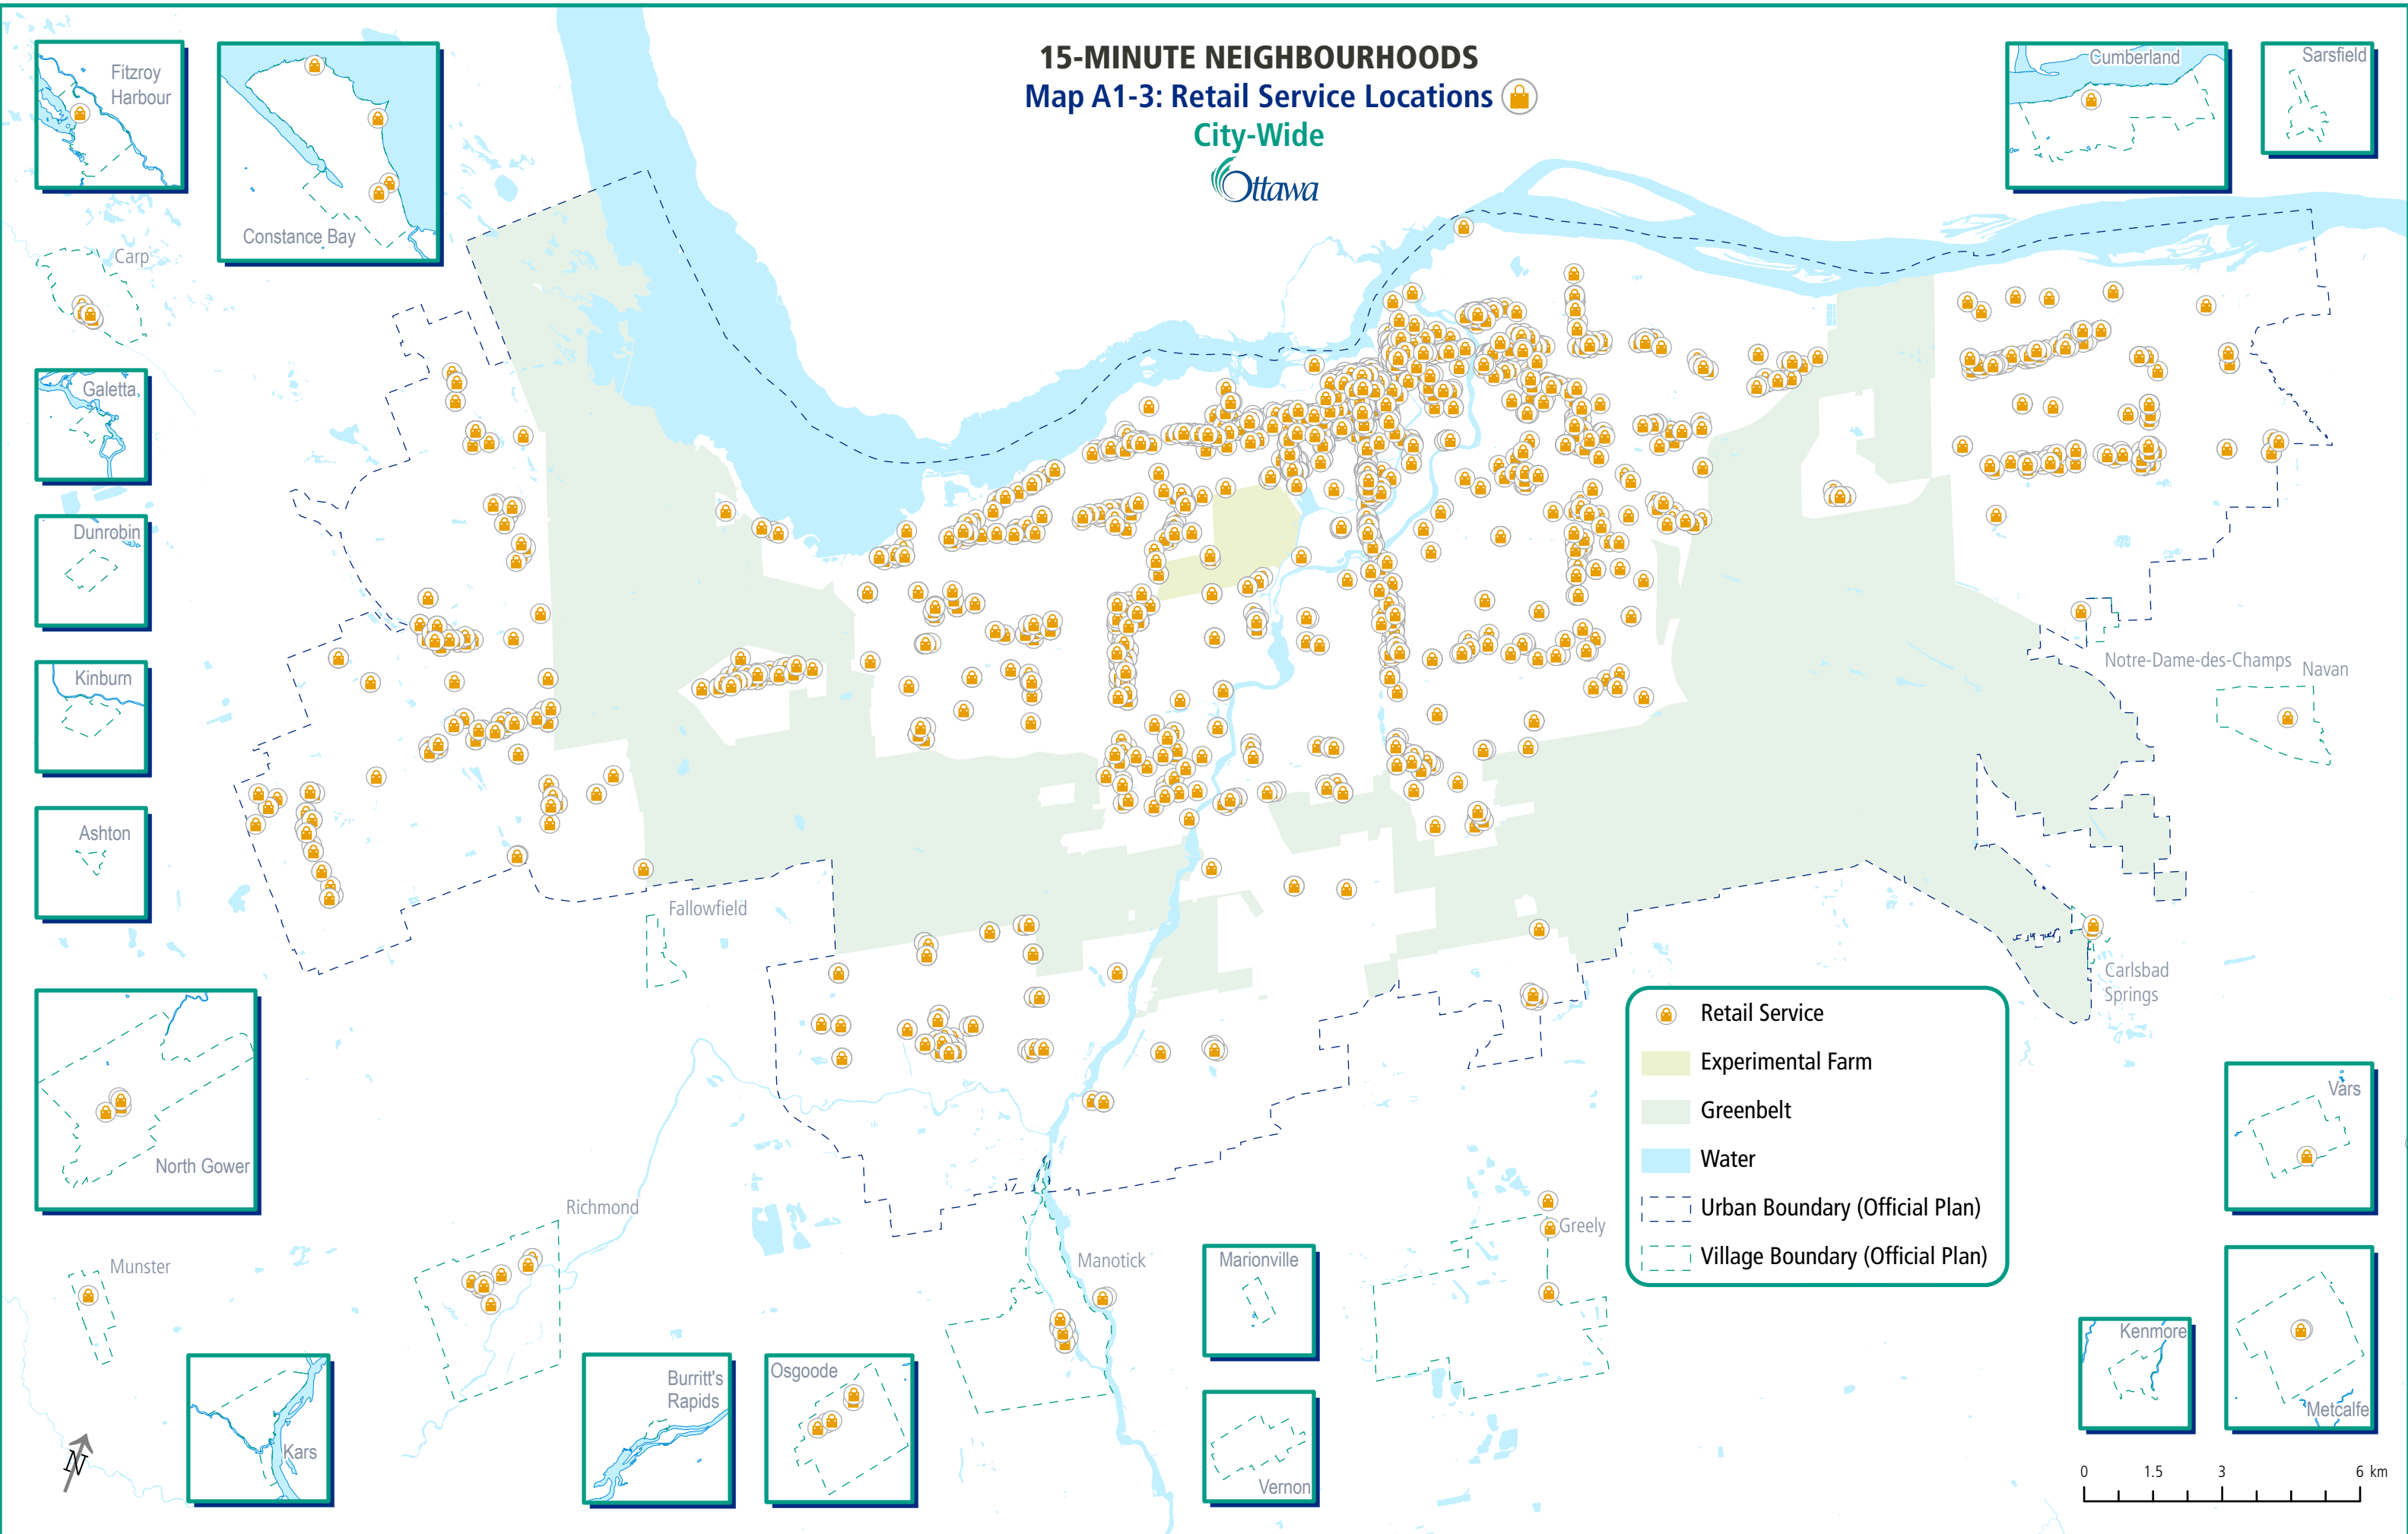 15-MINUTE NEIGHBOURHOODS
Map A1-3: Retail Service Locations
City-Wide
Ottawa
Fitzroy
Harbour
Constance Bay
Cumberland
Sarsfield
Carp
Galetta
Dunrobin
Kinburn
Ashton
Notre-Dame-des-Champs
Navan
Fallowfield
Carlsbad
Springs
North Gower
Retail Service
Experimental Farm
Greenbelt
Water
Urban Boundary (Official Plan)
Village Boundary (Official Plan)
Vars
Richmond
Greely
Munster
Manotick
Marionville
Kenmore
Metcalfe
Kars
Burritt's
Rapids
Osgoode
Vernon
N
0 1.5 3 6 km